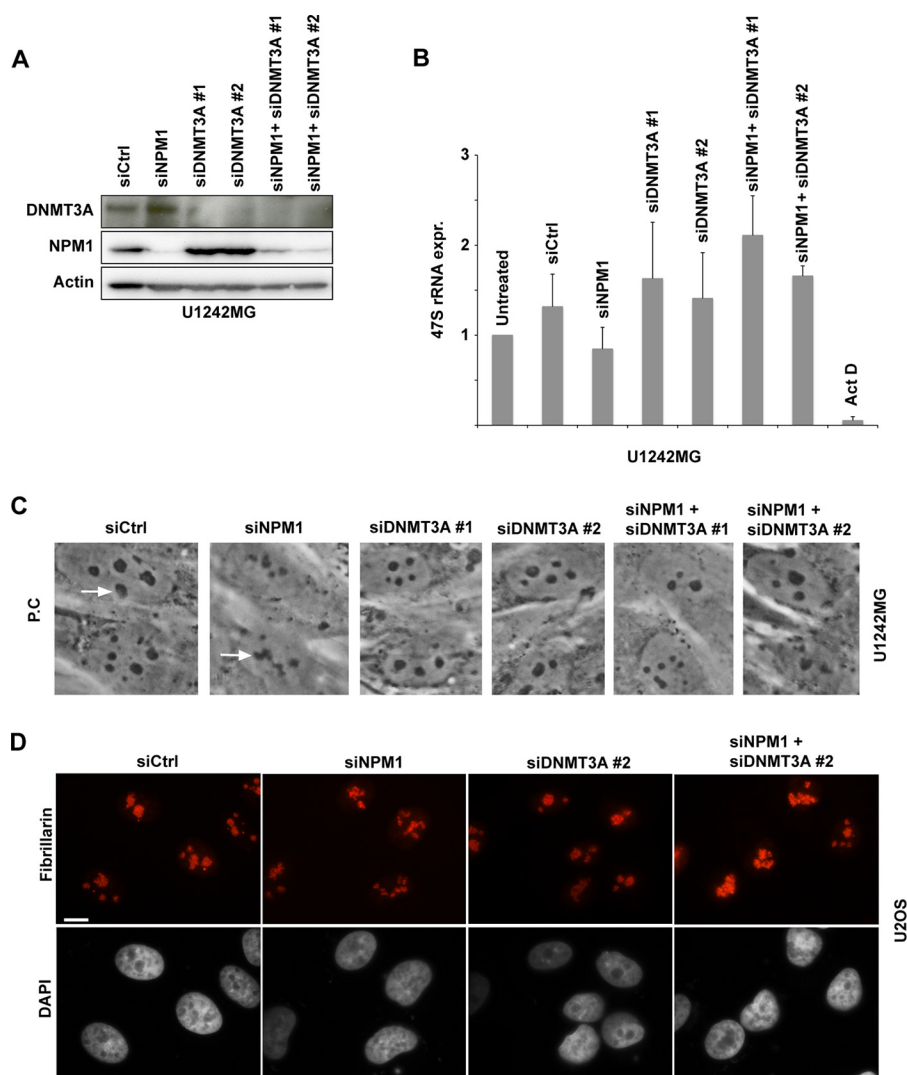 A
siCtrl
siNPM1
siDNMT3A #1
siDNMT3A #2
siNPM1+ siDNMT3A #1
siNPM1+ siDNMT3A #2
DNMT3A
NPM1
Actin
U1242MG
B
3
2
1
47S rRNA expr.
Untreated
siCtrl
siNPM1
siDNMT3A #1
siDNMT3A #2
siNPM1+ siDNMT3A #1
siNPM1+ siDNMT3A #2
Act D
U1242MG
C
siCtrl
siNPM1
siDNMT3A #1
siDNMT3A #2
siNPM1 +
siDNMT3A #1
siNPM1 +
siDNMT3A #2
P.C
U1242MG
D
siCtrl
siNPM1
siDNMT3A #2
siNPM1 +
siDNMT3A #2
Fibrillarin
DAPI
U2OS